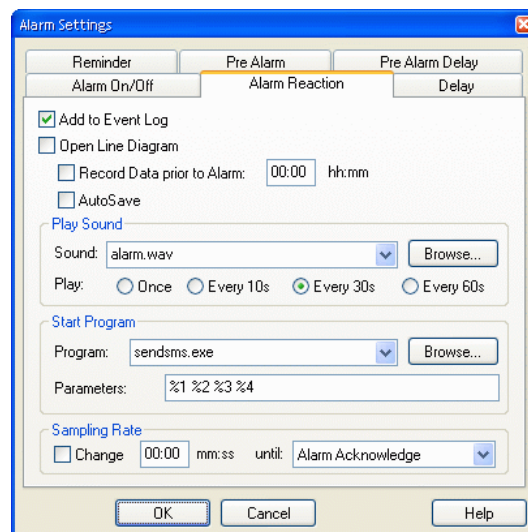 Alarm Settings
Reminder Pre Alarm Pre Alarm Delay
Alarm On/Off Alarm Reaction Delay
Add to Event Log
Open Line Diagram
Record Data prior to Alarm: 00:00 hh:mm
AutoSave
Play Sound
Sound: alarm.wav Browse...
Play: Once Every 10s Every 30s Every 60s
Start Program
Program: sendsms.exe Browse...
Parameters: %1 %2 %3 %4
Sampling Rate
Change 00:00 mm:ss until: Alarm Acknowledge
OK Cancel Help